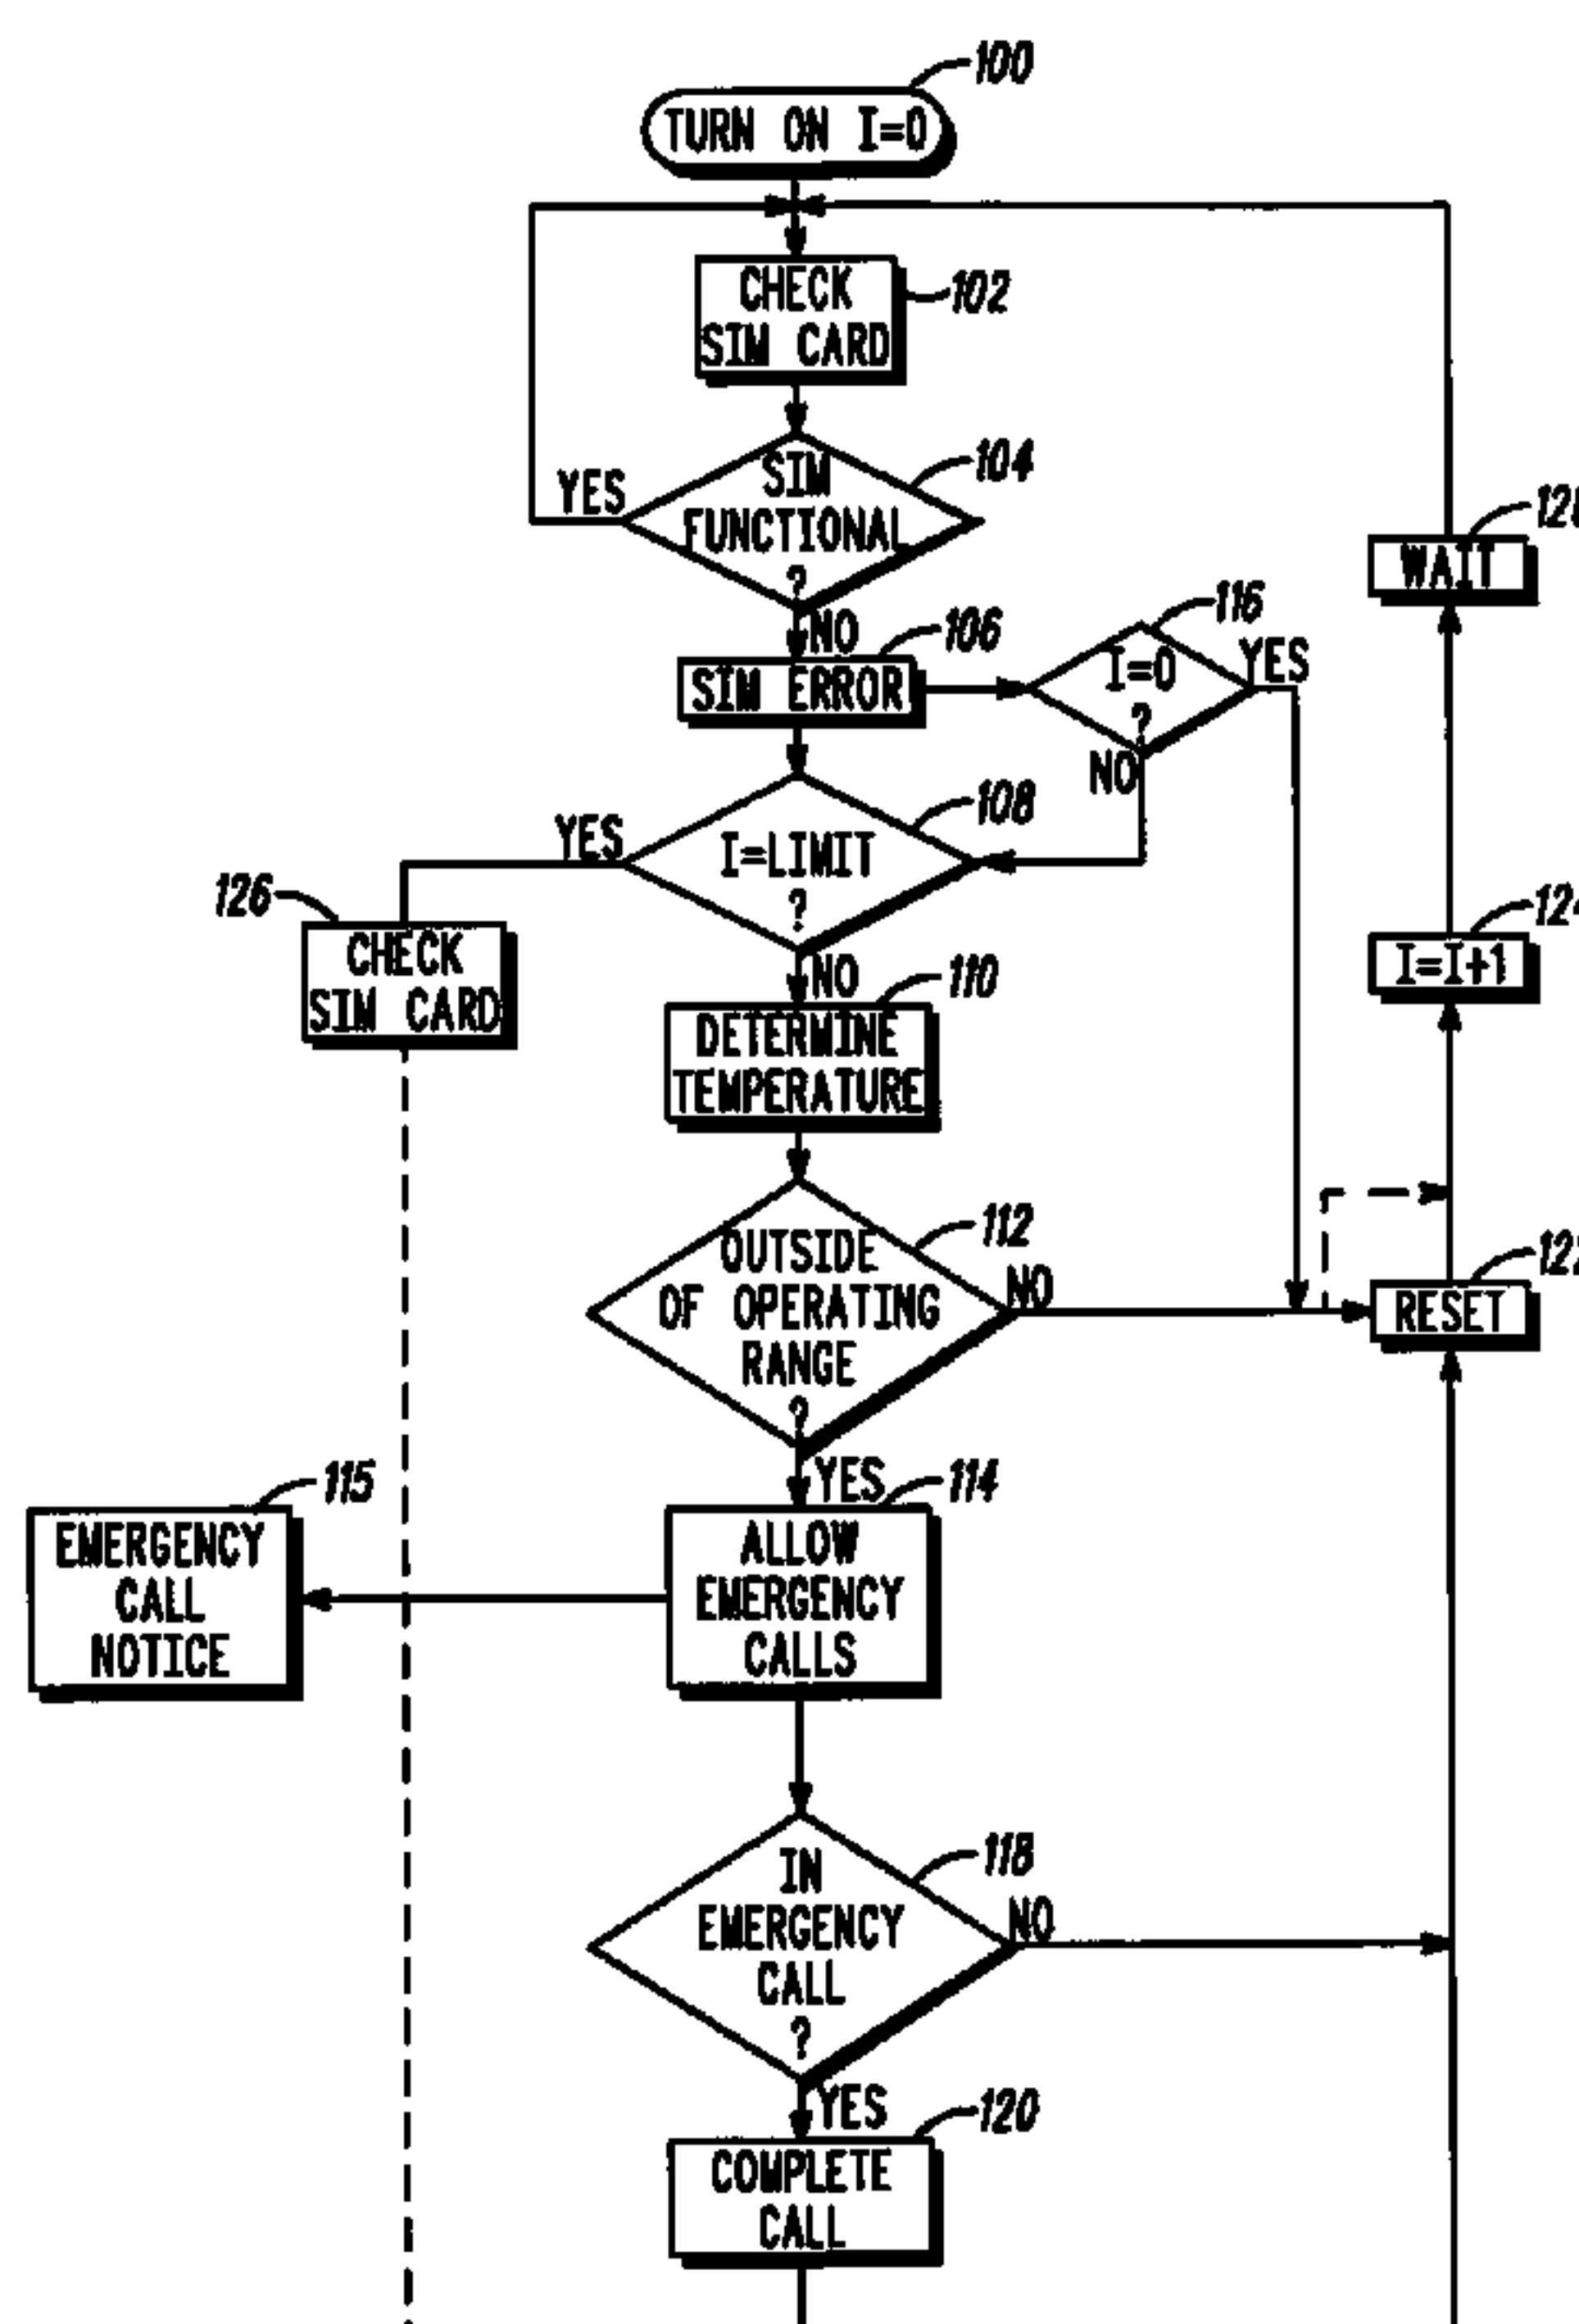 100
TURN ON I=0
CHECK
SIM CARD
102
SIM
FUNCTIONAL
?
104
YES
NO
WAIT
SIM ERROR
106
I=0
?
116
YES
NO
I=LIMIT
?
108
YES
NO
126
CHECK
SIM CARD
DETERMINE
TEMPERATURE
110
I=I+1
OUTSIDE
OF OPERATING
RANGE
?
112
NO
YES
RESET
ALLOW
EMERGENCY
CALLS
114
115
EMERGENCY
CALL
NOTICE
IN
EMERGENCY
CALL
?
118
NO
YES
COMPLETE
CALL
120